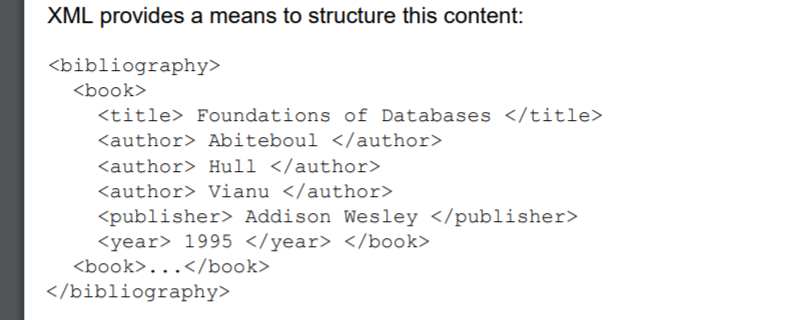 XML provides a means to structure this content:
<bibliography>
<book>
<title> Foundations of Databases </title>
<author> Abiteboul </author>
<author> Hull </author>
<author> Vianu </author>
<publisher> Addison Wesley </publisher>
<year> 1995 </year> </book>
<book>...</book>
</bibliography>